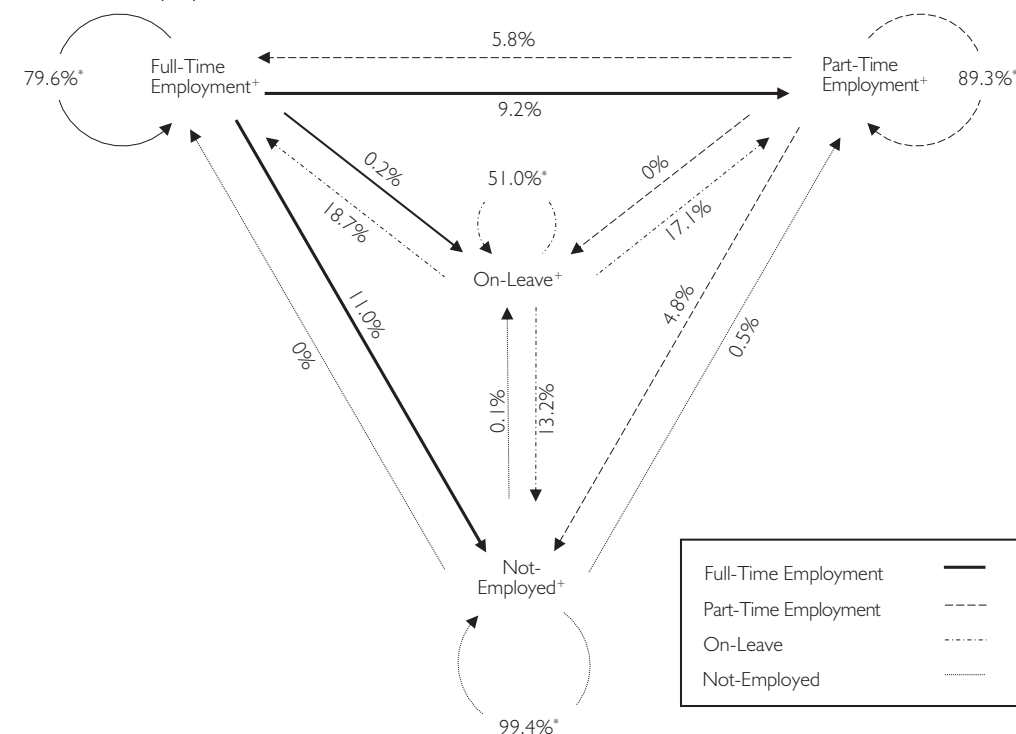 5.8%
79.6%*
Full-Time
Employment+
Part-Time
Employment+
89.3%*
9.2%
0.2%
18.7%
51.0%*
0%
17.1%
On-Leave+
11.0%
0%
0.1%
13.2%
4.8%
0.5%
Not-
Employed+
99.4%*
Full-Time Employment
Part-Time Employment
On-Leave
Not-Employed